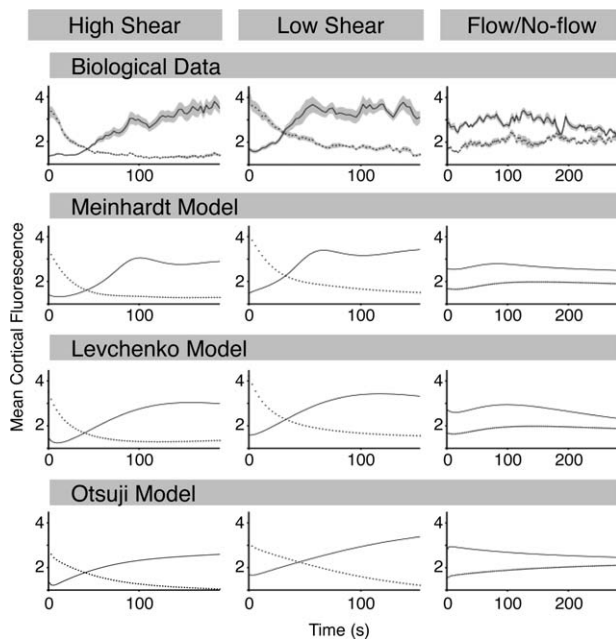 High Shear Low Shear Flow/No-flow
Biological Data
4
2
100
4
2
0 100
4
2
0 100 200
Meinhardt Model
4
2
0 100
4
2
0 100
4
2
0 100 200
Levchenko Model
4
2
0 100
4
2
0 100
4
2
0 100 200
Otsuji Model
4
2
100
4
2
0 100
4
2
0 100 200
Mean Cortical Fluorescence
Time (s)